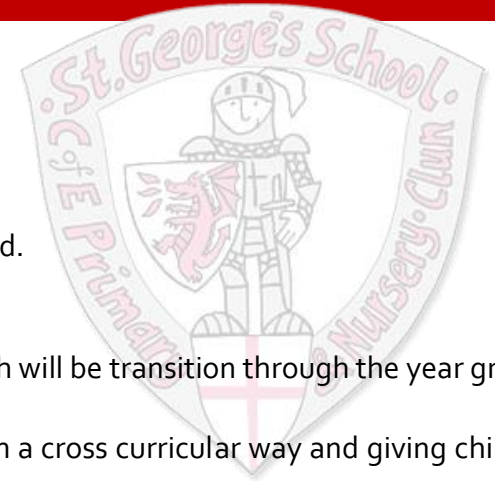 St. George's School
C of E Primary
& Nursery · Clun
d.
h will be transition through the year gr
n a cross curricular way and giving chi